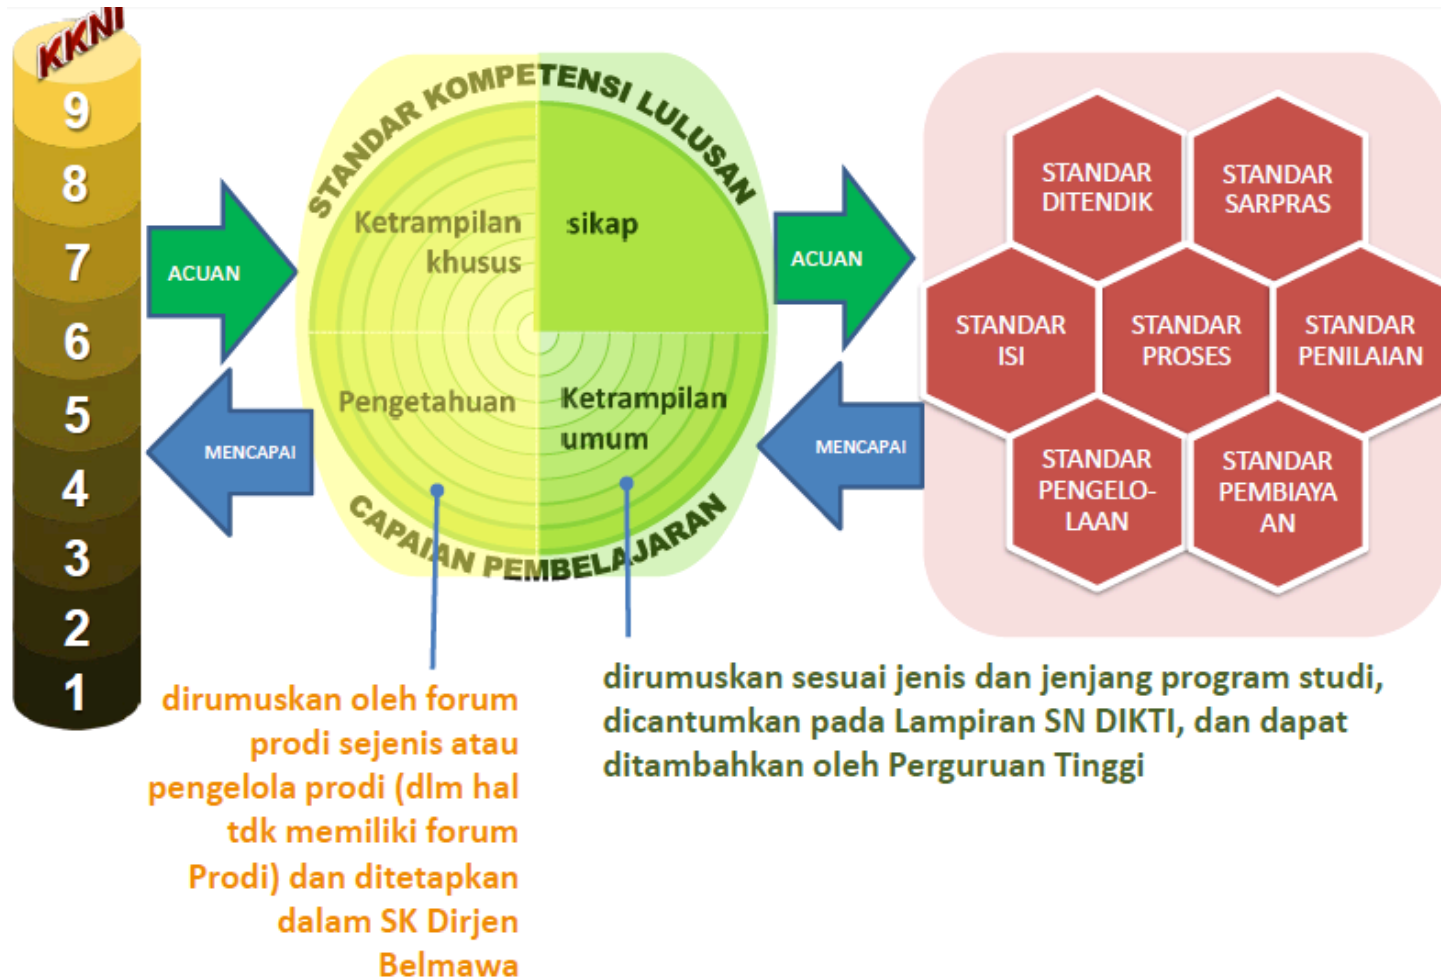 KKNI
9
8
7
6
5
4
3
2
1
ACUAN
MENCAPAI
STANDAR KOMPETENSI LULUSAN
Ketrampilan
khusus
sikap
Pengetahuan
Ketrampilan
umum
CAPAIAN PEMBELAJARAN
ACUAN
MENCAPAI
STANDAR
DITENDIK
STANDAR
SARPRAS
STANDAR
ISI
STANDAR
PROSES
STANDAR
PENILAIAN
STANDAR
PENGELO-
LAAN
STANDAR
PEMBIAYA
AN
dirumuskan oleh forum
prodi sejenis atau
pengelola prodi (dlm hal
tdk memiliki forum
Prodi) dan ditetapkan
dalam SK Dirjen
Belmawa
dirumuskan sesuai jenis dan jenjang program studi,
dicantumkan pada Lampiran SN DIKTI, dan dapat
ditambahkan oleh Perguruan Tinggi